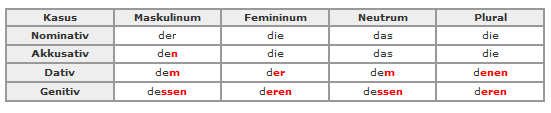 Kasus Maskulinum Femininum Neutrum Plural
Nominativ der die das die
Akkusativ den die das die
Dativ dem der dem denen
Genitiv dessen deren dessen deren